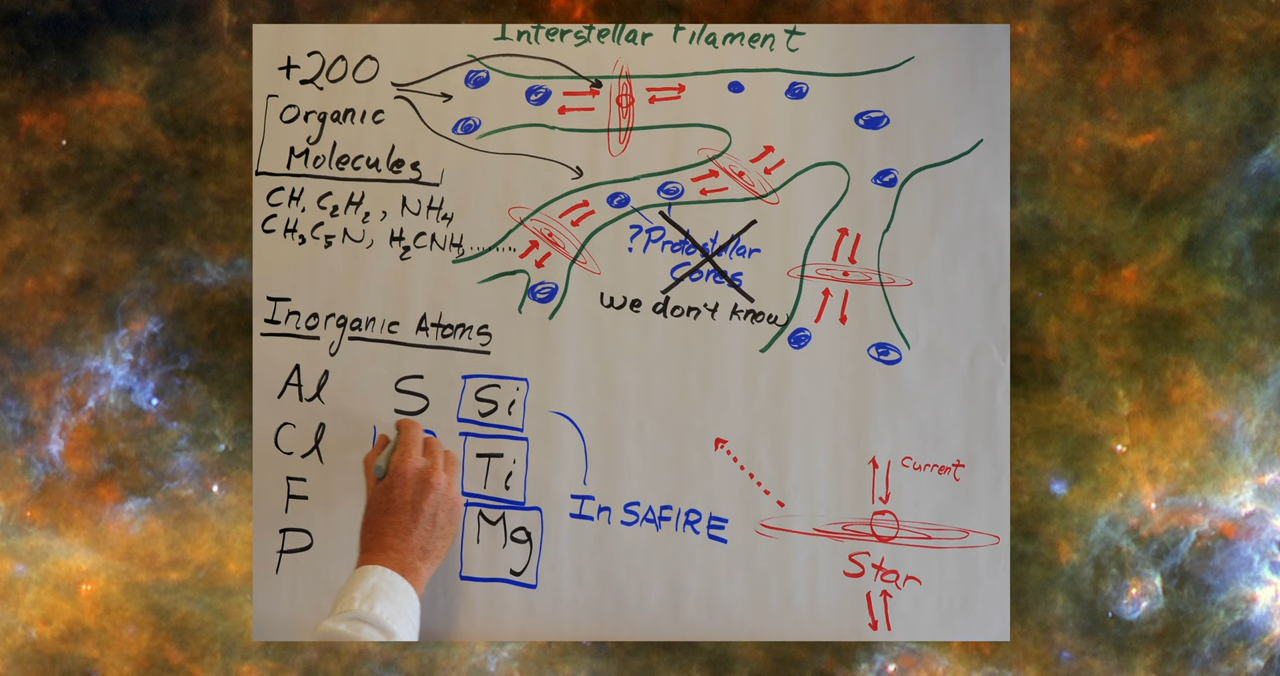 Interstellar Filament
+200
Organic
Molecules
CH, C2H2, NH4
CH3C5N, H2CNH,........
?Protostellar
Cores
we don't know
Inorganic Atoms
Al S Si
Cl Ti
F Mg
P
In SAFIRE
Current
Star